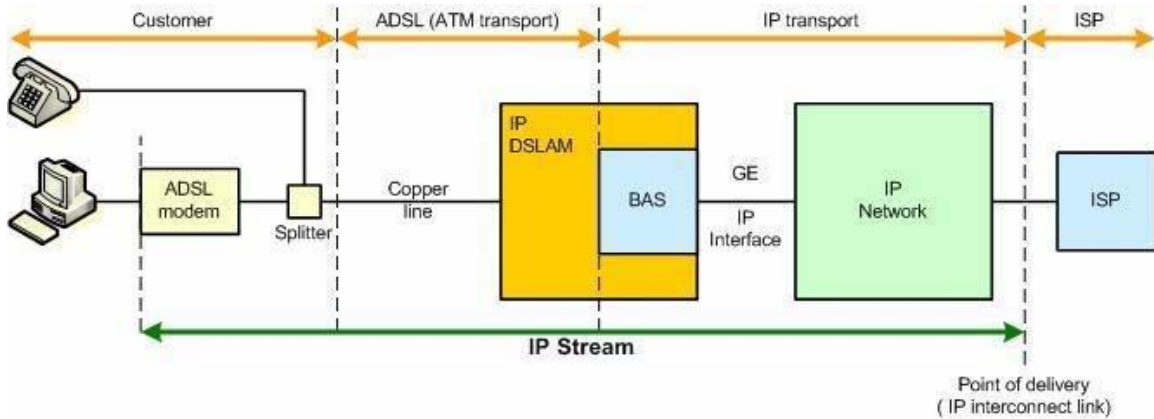 Customer
ADSL (ATM transport)
IP transport
ISP
IP
DSLAM
ADSL
modem
Splitter
Copper
line
BAS
GE
IP
Interface
IP
Network
ISP
IP Stream
Point of delivery
( IP interconnect link)